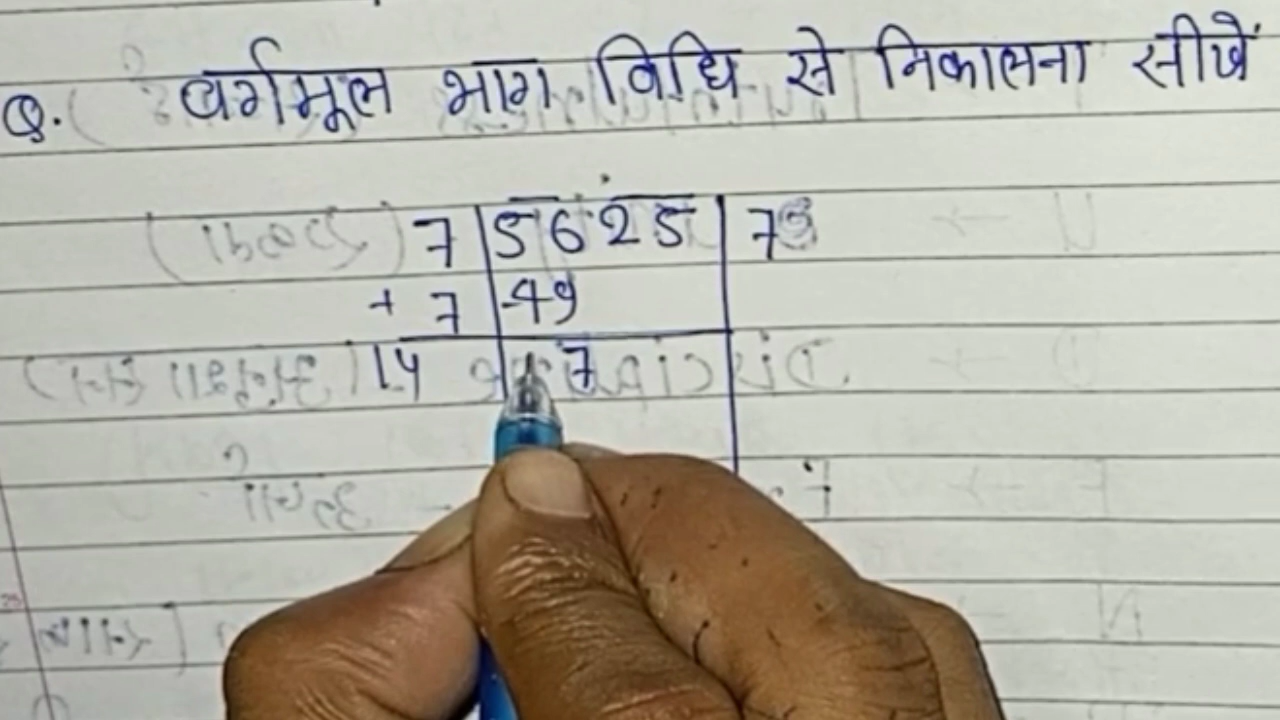 Q. वर्गमूल भाग विधि से निकालना सीखें
7 5625 7
+ 7 -49
14 7